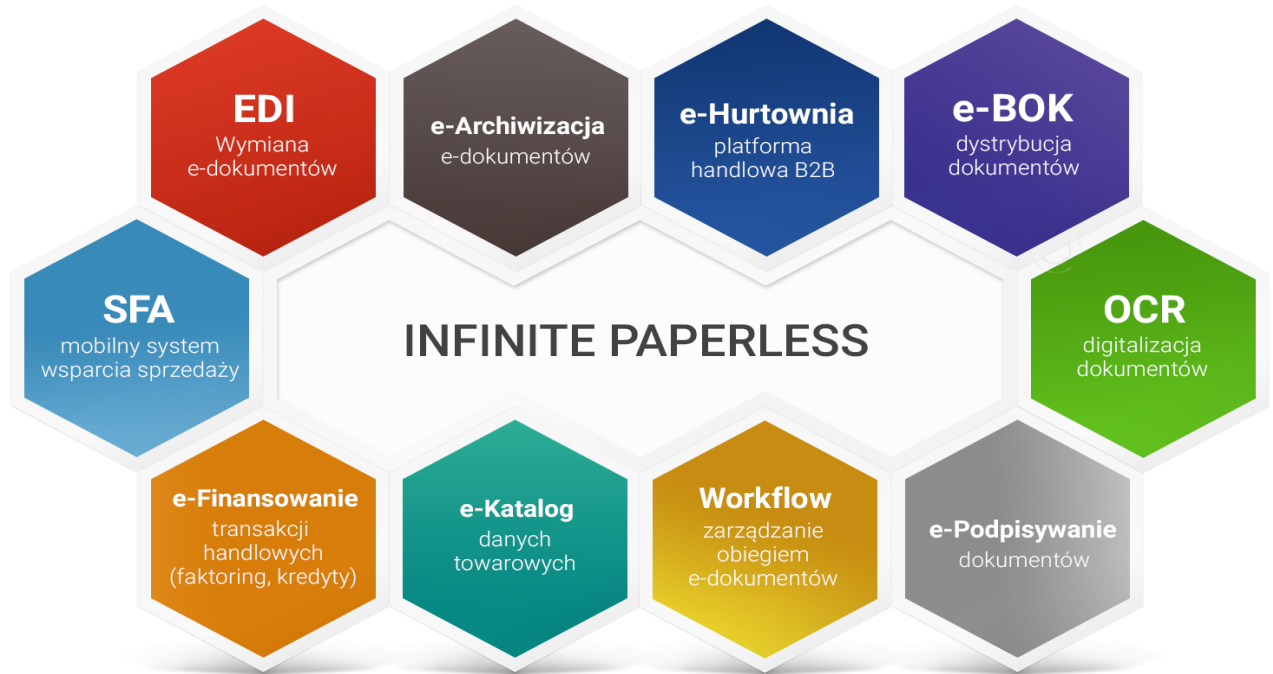 EDI
Wymiana
e-dokumentów
e-Archiwizacja
e-dokumentów
e-Hurtownia
platforma
handlowa B2B
e-BOK
dystrybucja
dokumentów
SFA
mobilny system
wsparcia sprzedaży
INFINITE PAPERLESS
OCR
digitalizacja
dokumentów
e-Finansowanie
transakcji
handlowych
(faktoring, kredyty)
e-Katalog
danych
towarowych
Workflow
zarządzanie
obiegiem
e-dokumentów
e-Podpisywanie
dokumentów